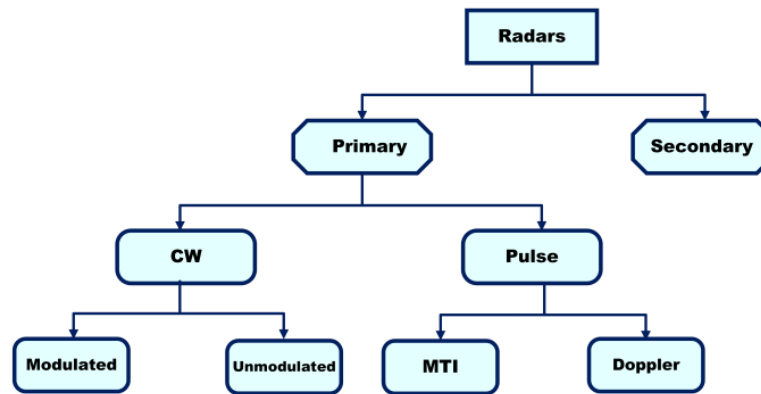 Radars
Primary
Secondary
CW
Pulse
Modulated
Unmodulated
MTI
Doppler